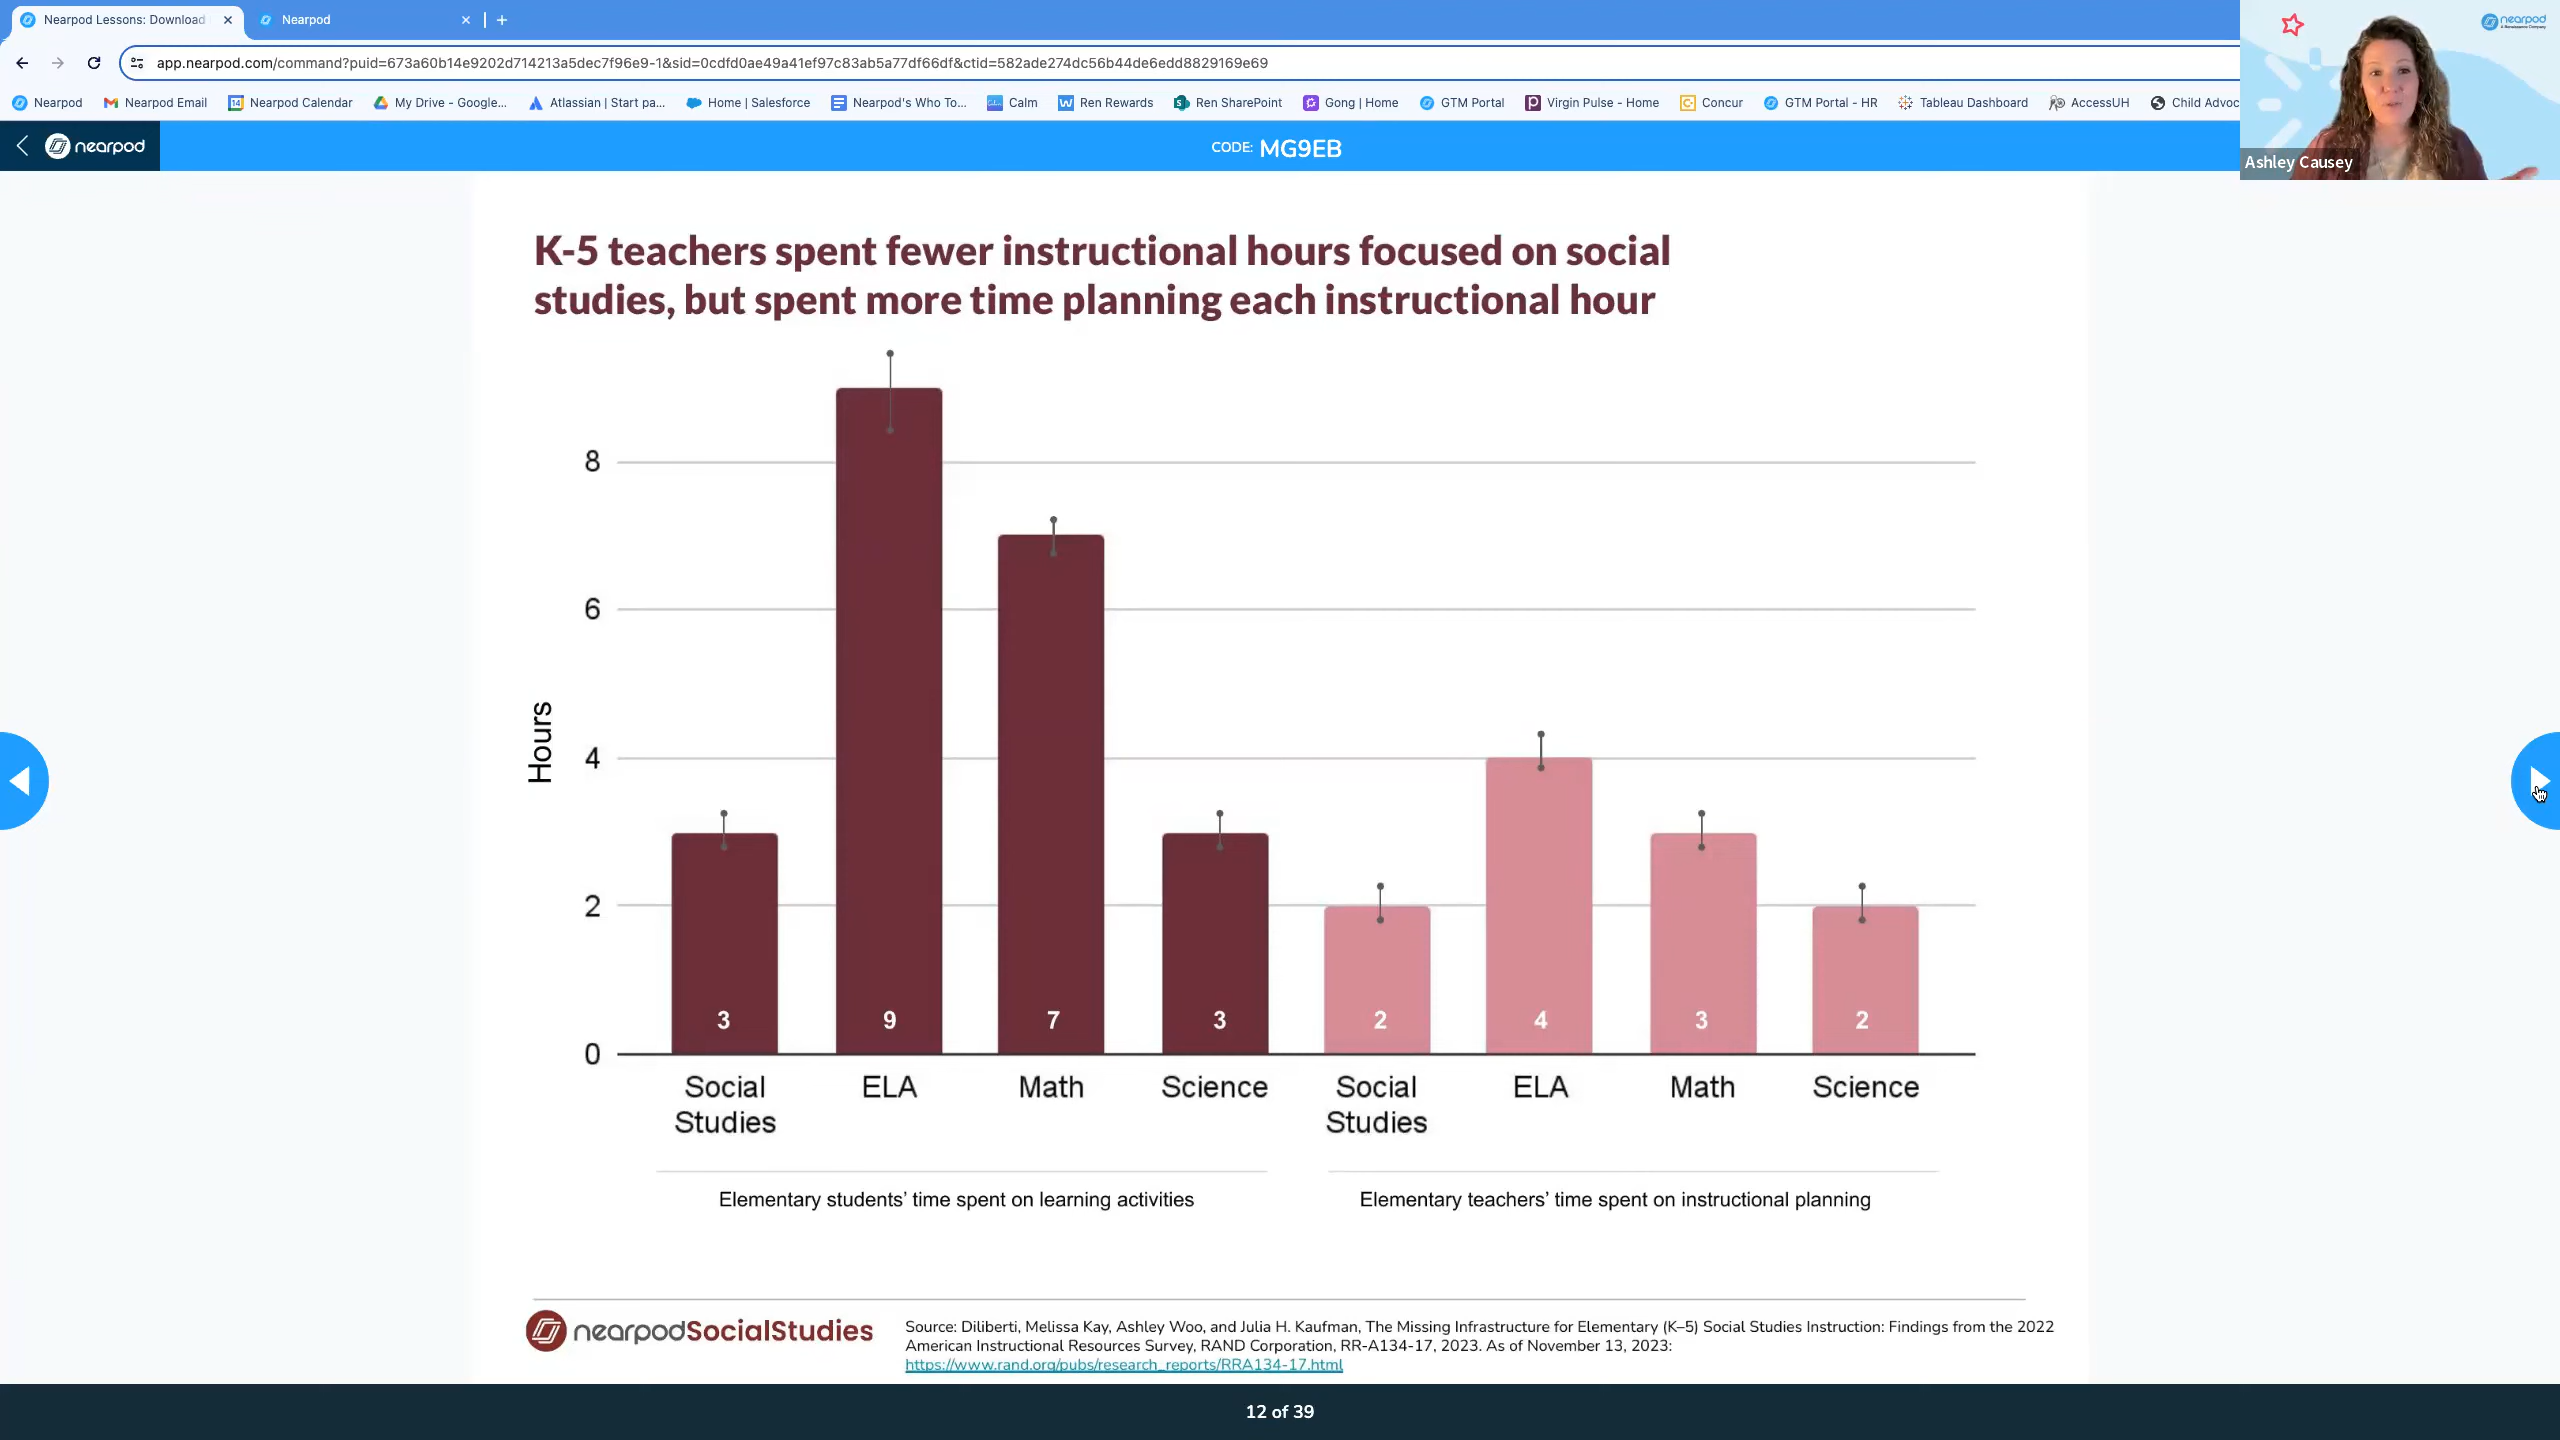 Nearpod Lessons: Download
Nearpod
app.nearpod.com/command?puid=673a60b14e9202d714213a5dec7f96e9-1&sid=0cdfd0ae49a41ef97c83ab5a77df66df&ctid=582ade274dc56b44de6edd8829169e69
Nearpod
Nearpod Email
14
Nearpod Calendar
My Drive - Google...
Atlassian | Start pa...
Home | Salesforce
Nearpod's Who To...
Calm
Ren Rewards
Ren SharePoint
Gong | Home
GTM Portal
Virgin Pulse - Home
Concur
GTM Portal - HR
Tableau Dashboard
AccessUH
Child Advoc
nearpod
Ashley Causey
nearpod
CODE: MG9EB
K-5 teachers spent fewer instructional hours focused on social
studies, but spent more time planning each instructional hour
Hours
8
6
4
2
0
3 9 7 3 2 4 3 2
Social ELA Math Science Social ELA Math Science
Studies Studies
Elementary students' time spent on learning activities
Elementary teachers' time spent on instructional planning
nearpodSocialStudies
Source: Diliberti, Melissa Kay, Ashley Woo, and Julia H. Kaufman, The Missing Infrastructure for Elementary (K–5) Social Studies Instruction: Findings from the 2022
American Instructional Resources Survey, RAND Corporation, RR-A134-17, 2023. As of November 13, 2023:
https://www.rand.org/pubs/research_reports/RRA134-17.html
12 of 39